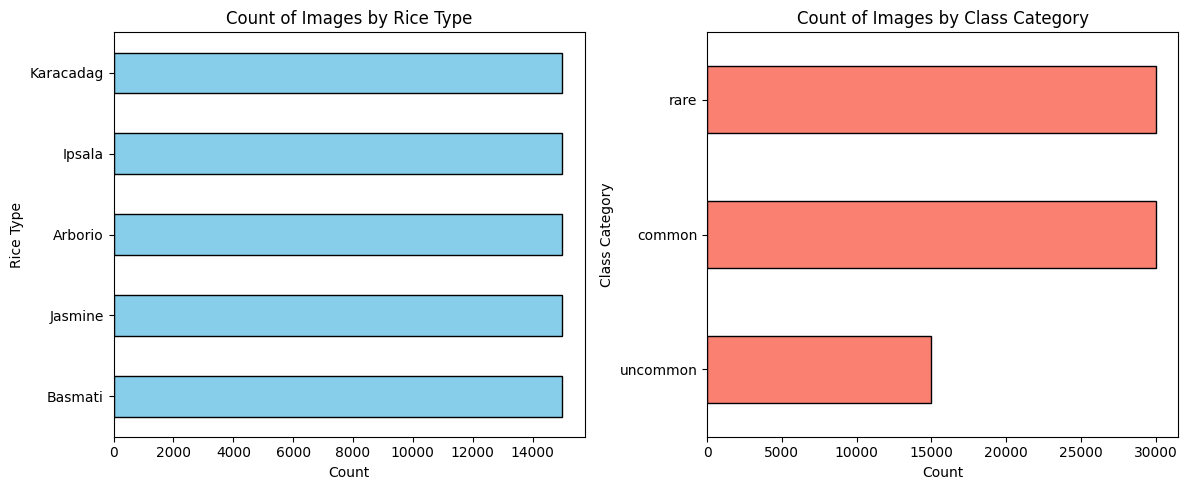 Count of Images by Rice Type
Rice Type
Karacadag
Ipsala
Arborio
Jasmine
Basmati
0 2000 4000 6000 8000 10000 12000 14000
Count
Count of Images by Class Category
Class Category
rare
common
uncommon
0 5000 10000 15000 20000 25000 30000
Count